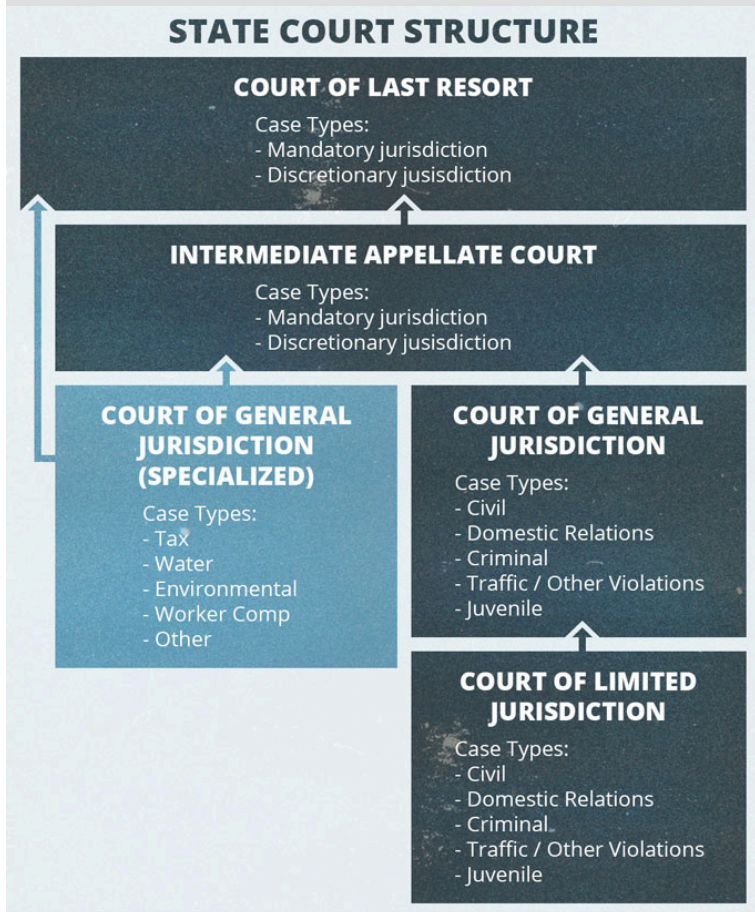 STATE COURT STRUCTURE
COURT OF LAST RESORT
Case Types:
- Mandatory jurisdiction
- Discretionary jusisdiction
INTERMEDIATE APPELLATE COURT
Case Types:
- Mandatory jurisdiction
- Discretionary jusisdiction
COURT OF GENERAL
JURISDICTION
(SPECIALIZED)
Case Types:
- Tax
- Water
- Environmental
- Worker Comp
- Other
COURT OF GENERAL
JURISDICTION
Case Types:
- Civil
- Domestic Relations
- Criminal
- Traffic / Other Violations
- Juvenile
COURT OF LIMITED
JURISDICTION
Case Types:
- Civil
- Domestic Relations
- Criminal
- Traffic / Other Violations
- Juvenile